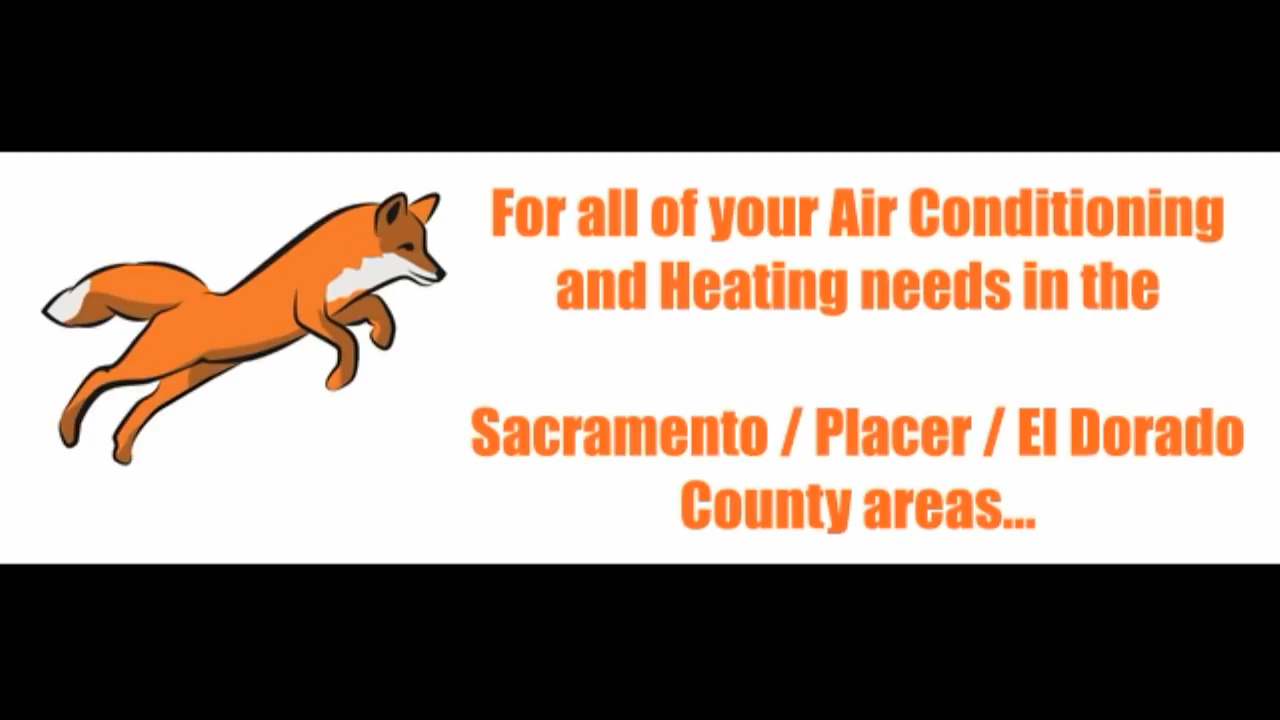 For all of your Air Conditioning
and Heating needs in the
Sacramento / Placer / El Dorado
County areas...